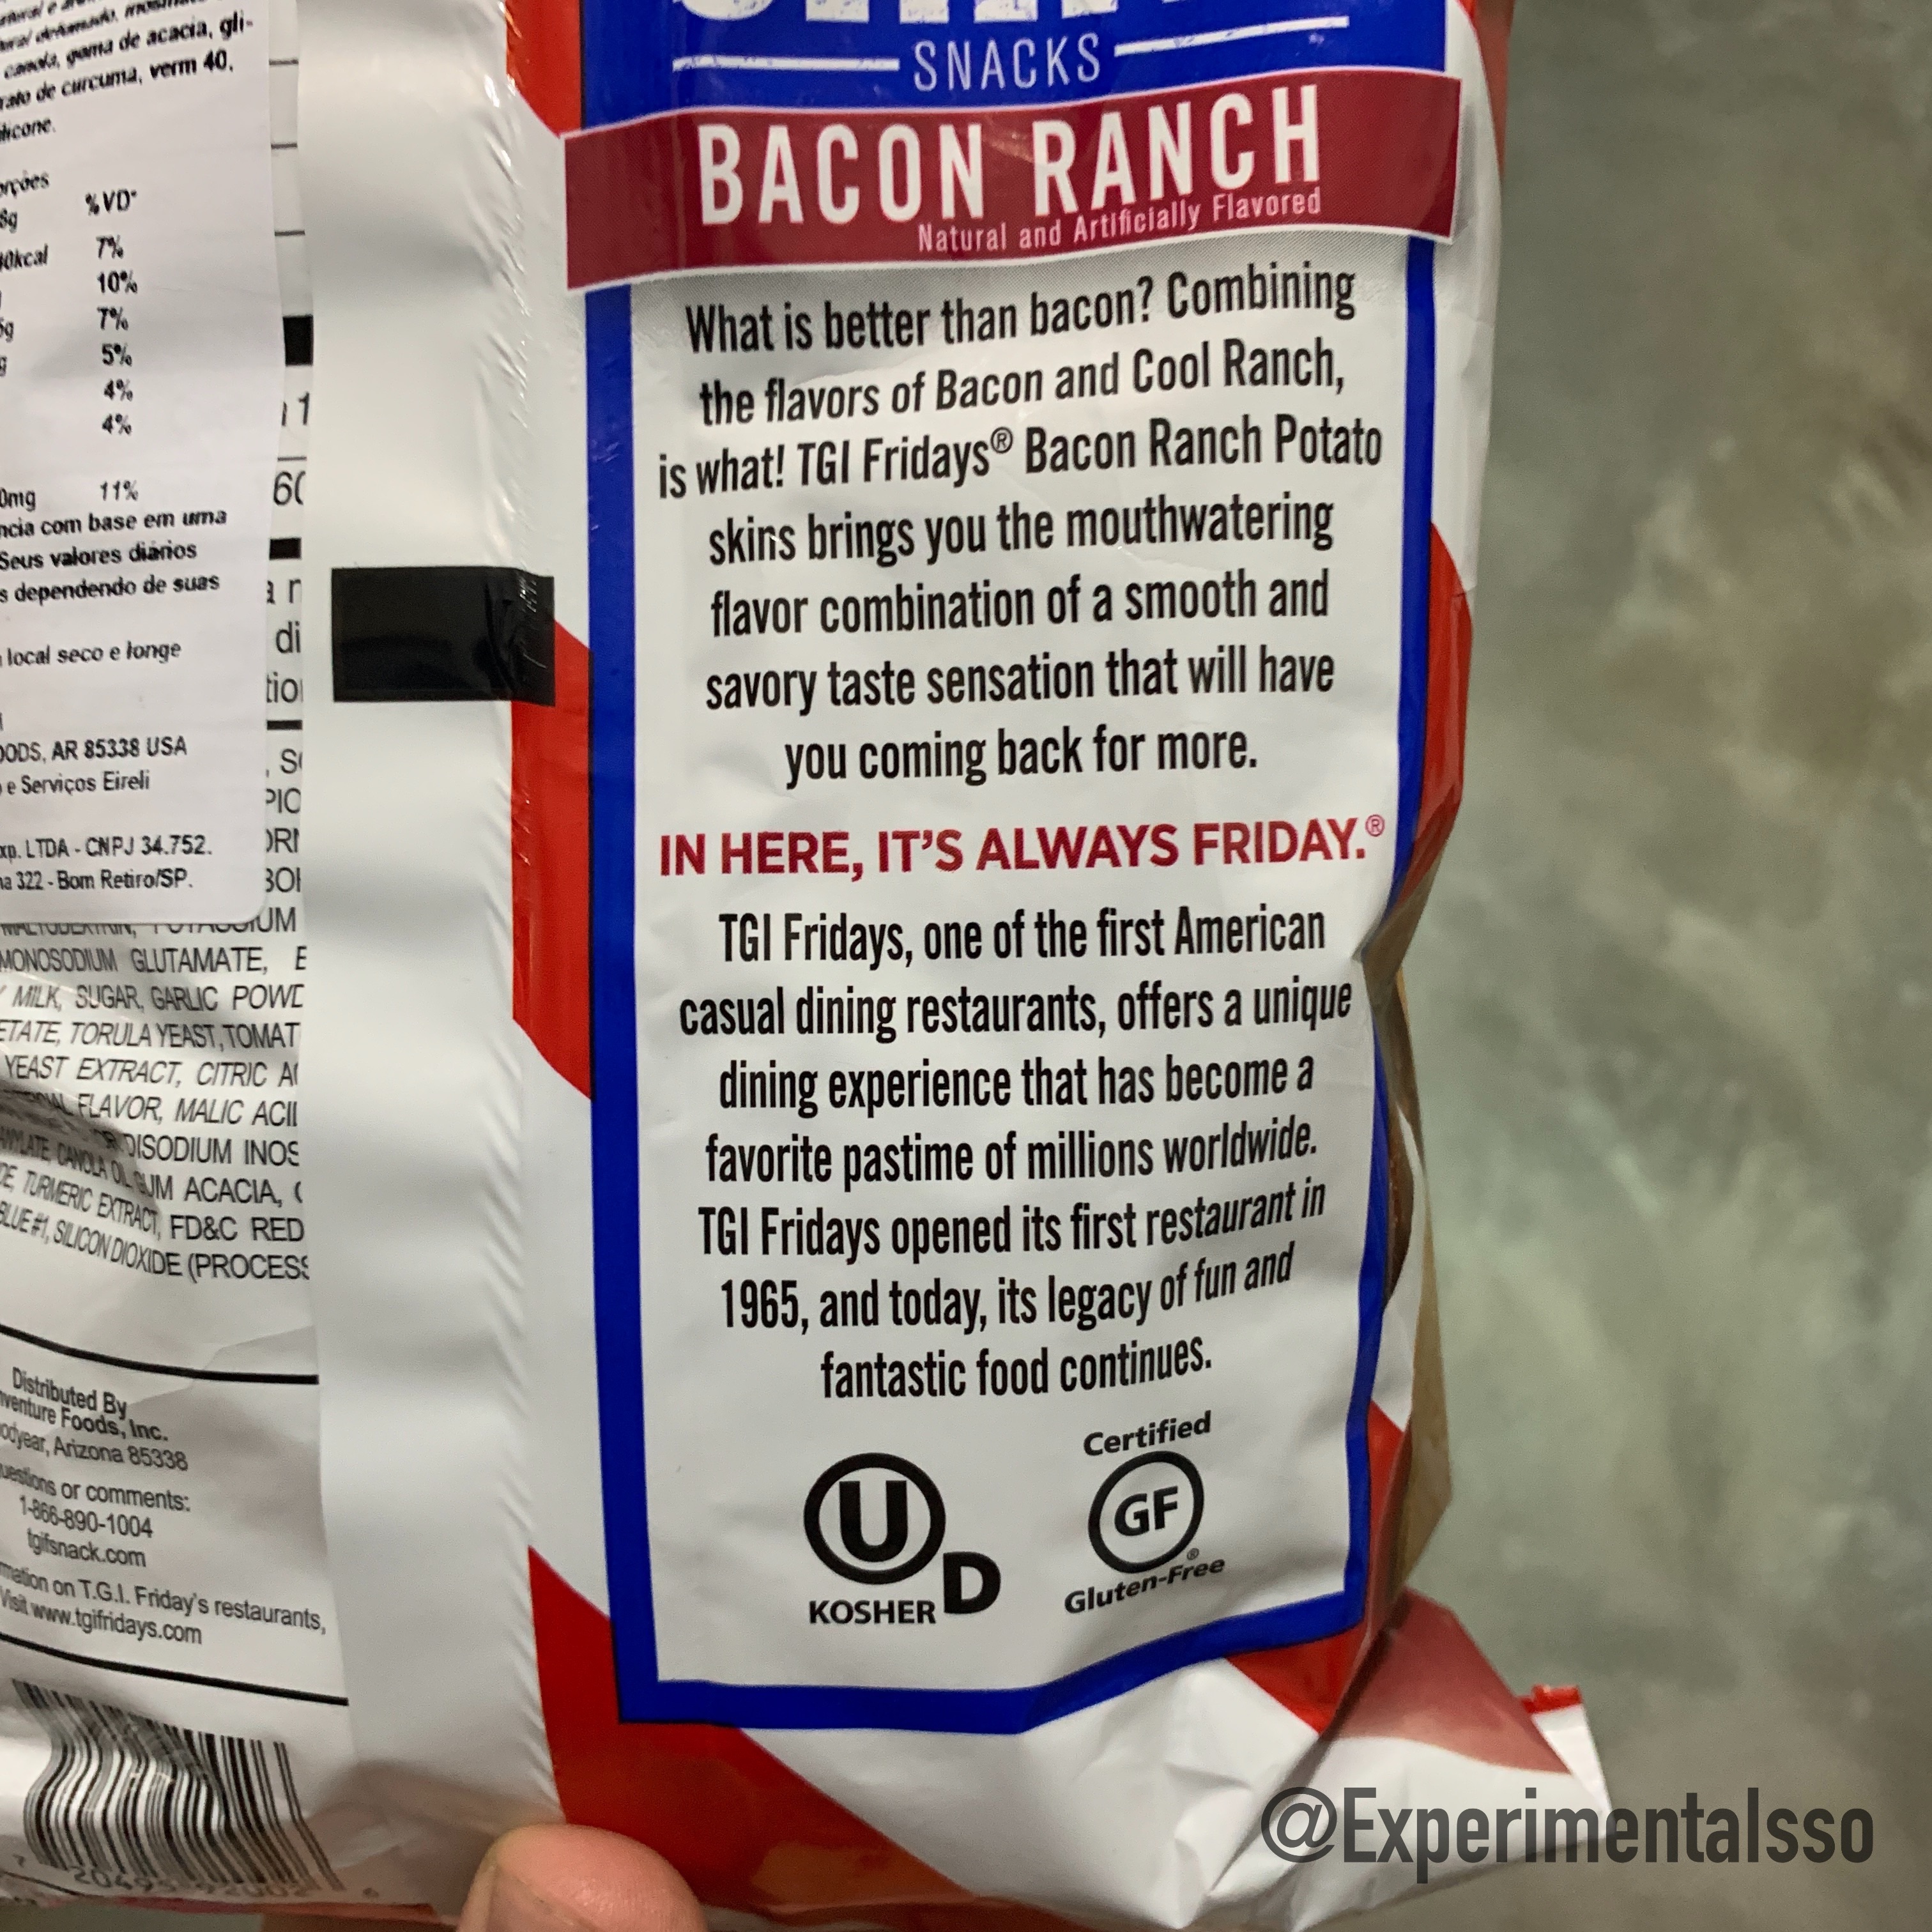 canola, goma de acácia, gli-
de curcuma, verm 40,
%VD*
7%
10%
7%
5%
4%
4%
11%
com base em uma
Seus valores diários
dependendo de suas
local seco e longe
AR 85338 USA
e Serviços Eireli
LTDA - CNPJ 34.752.
322 - Bom Retiro/SP.
MONOSODIUM GLUTAMATE,
MILK, SUGAR, GARLIC
TORULA YEAST,
YEAST EXTRACT, CITRIC
FLAVOR, MALIC
DISODIUM
CANOLA OIL, GUM ACACIA,
TURMERIC EXTRACT, FD&C RED
BLUE #1, SILICON DIOXIDE
Distributed By
Foods, Inc.
Arizona 85338
or comments:
1-866-890-1004
tgifsnack.com
on T.G.I. Friday's restaurants,
Visit www.tgifridays.com
SNACKS
BACON RANCH
Natural and Artificially Flavored
What is better than bacon? Combining
the flavors of Bacon and Cool Ranch,
is what! TGI Fridays® Bacon Ranch Potato
skins brings you the mouthwatering
flavor combination of a smooth and
savory taste sensation that will have
you coming back for more.
IN HERE, IT'S ALWAYS FRIDAY.®
TGI Fridays, one of the first American
casual dining restaurants, offers a unique
dining experience that has become a
favorite pastime of millions worldwide.
TGI Fridays opened its first restaurant in
1965, and today, its legacy of fun and
fantastic food continues.
U
D
KOSHER
Certified
GF
®
Gluten-Free
@Experimentalsso